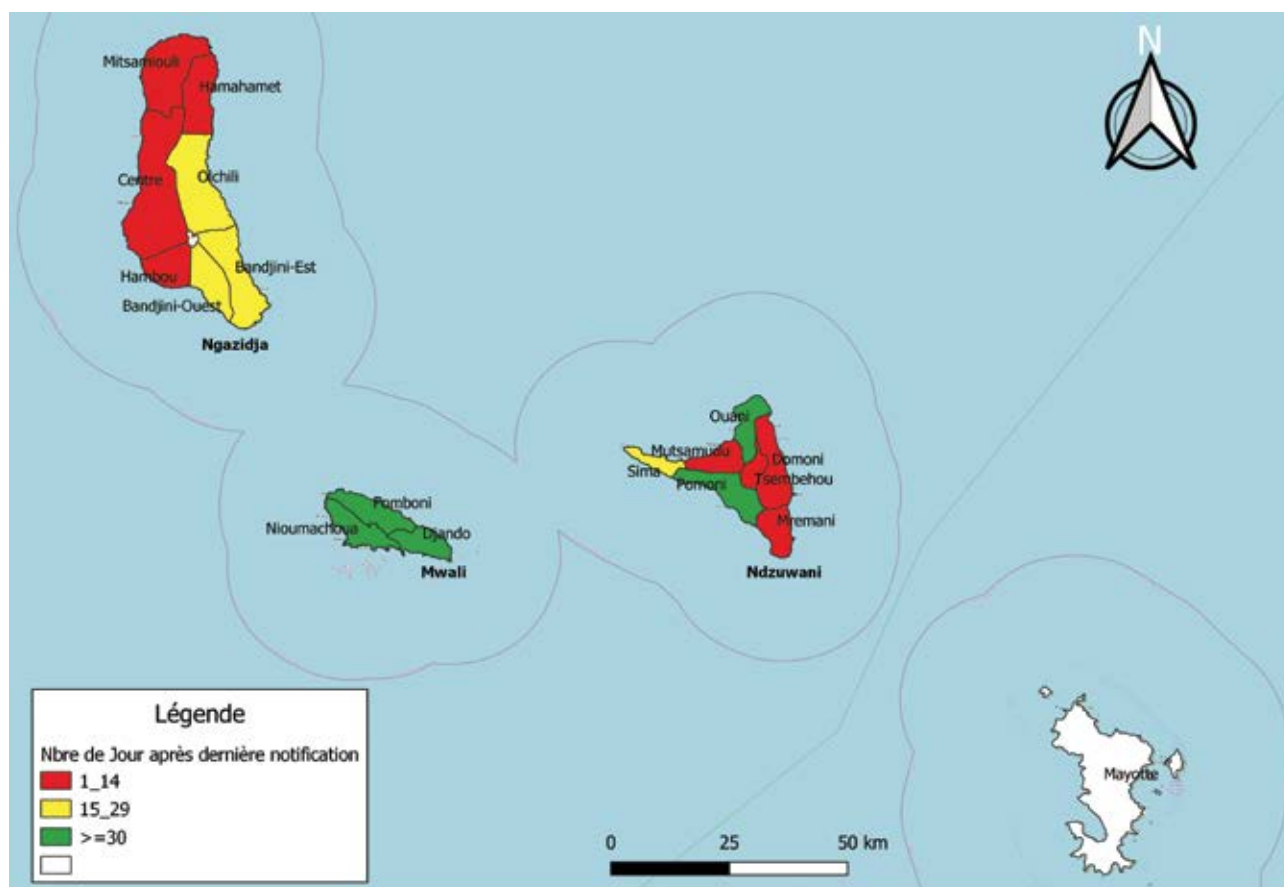 N
Mitsamiouli
Hamahamet
Centre
Oichili
Hambou
Bandjini-Est
Bandjini-Ouest
Ngazidja
Ouani
Mutsamudu
Domoni
Sima
Tsembehou
Pomoni
Mremani
Ndzuwani
Fomboni
Nioumachoua
Djando
Mwali
Mayotte
Légende
Nbre de Jour après dernière notification
1_14
15_29
>=30
0 25 50 km